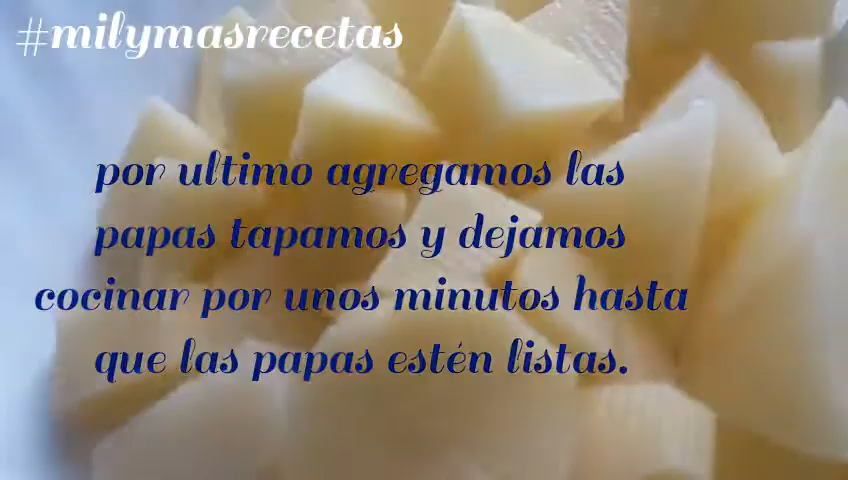 #milymasrecetas
por ultimo agregamos las
papas tapamos y dejamos
cocinar por unos minutos hasta
que las papas estén listas.